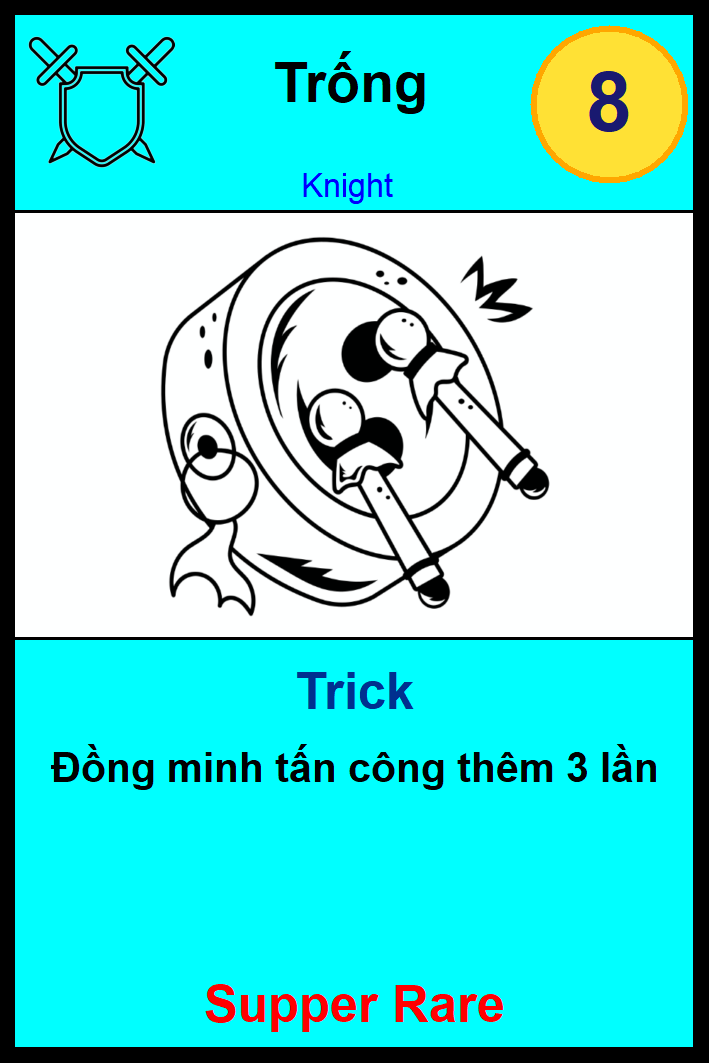 Trống
8
Knight
Trick
Đồng minh tấn công thêm 3 lần
Supper Rare